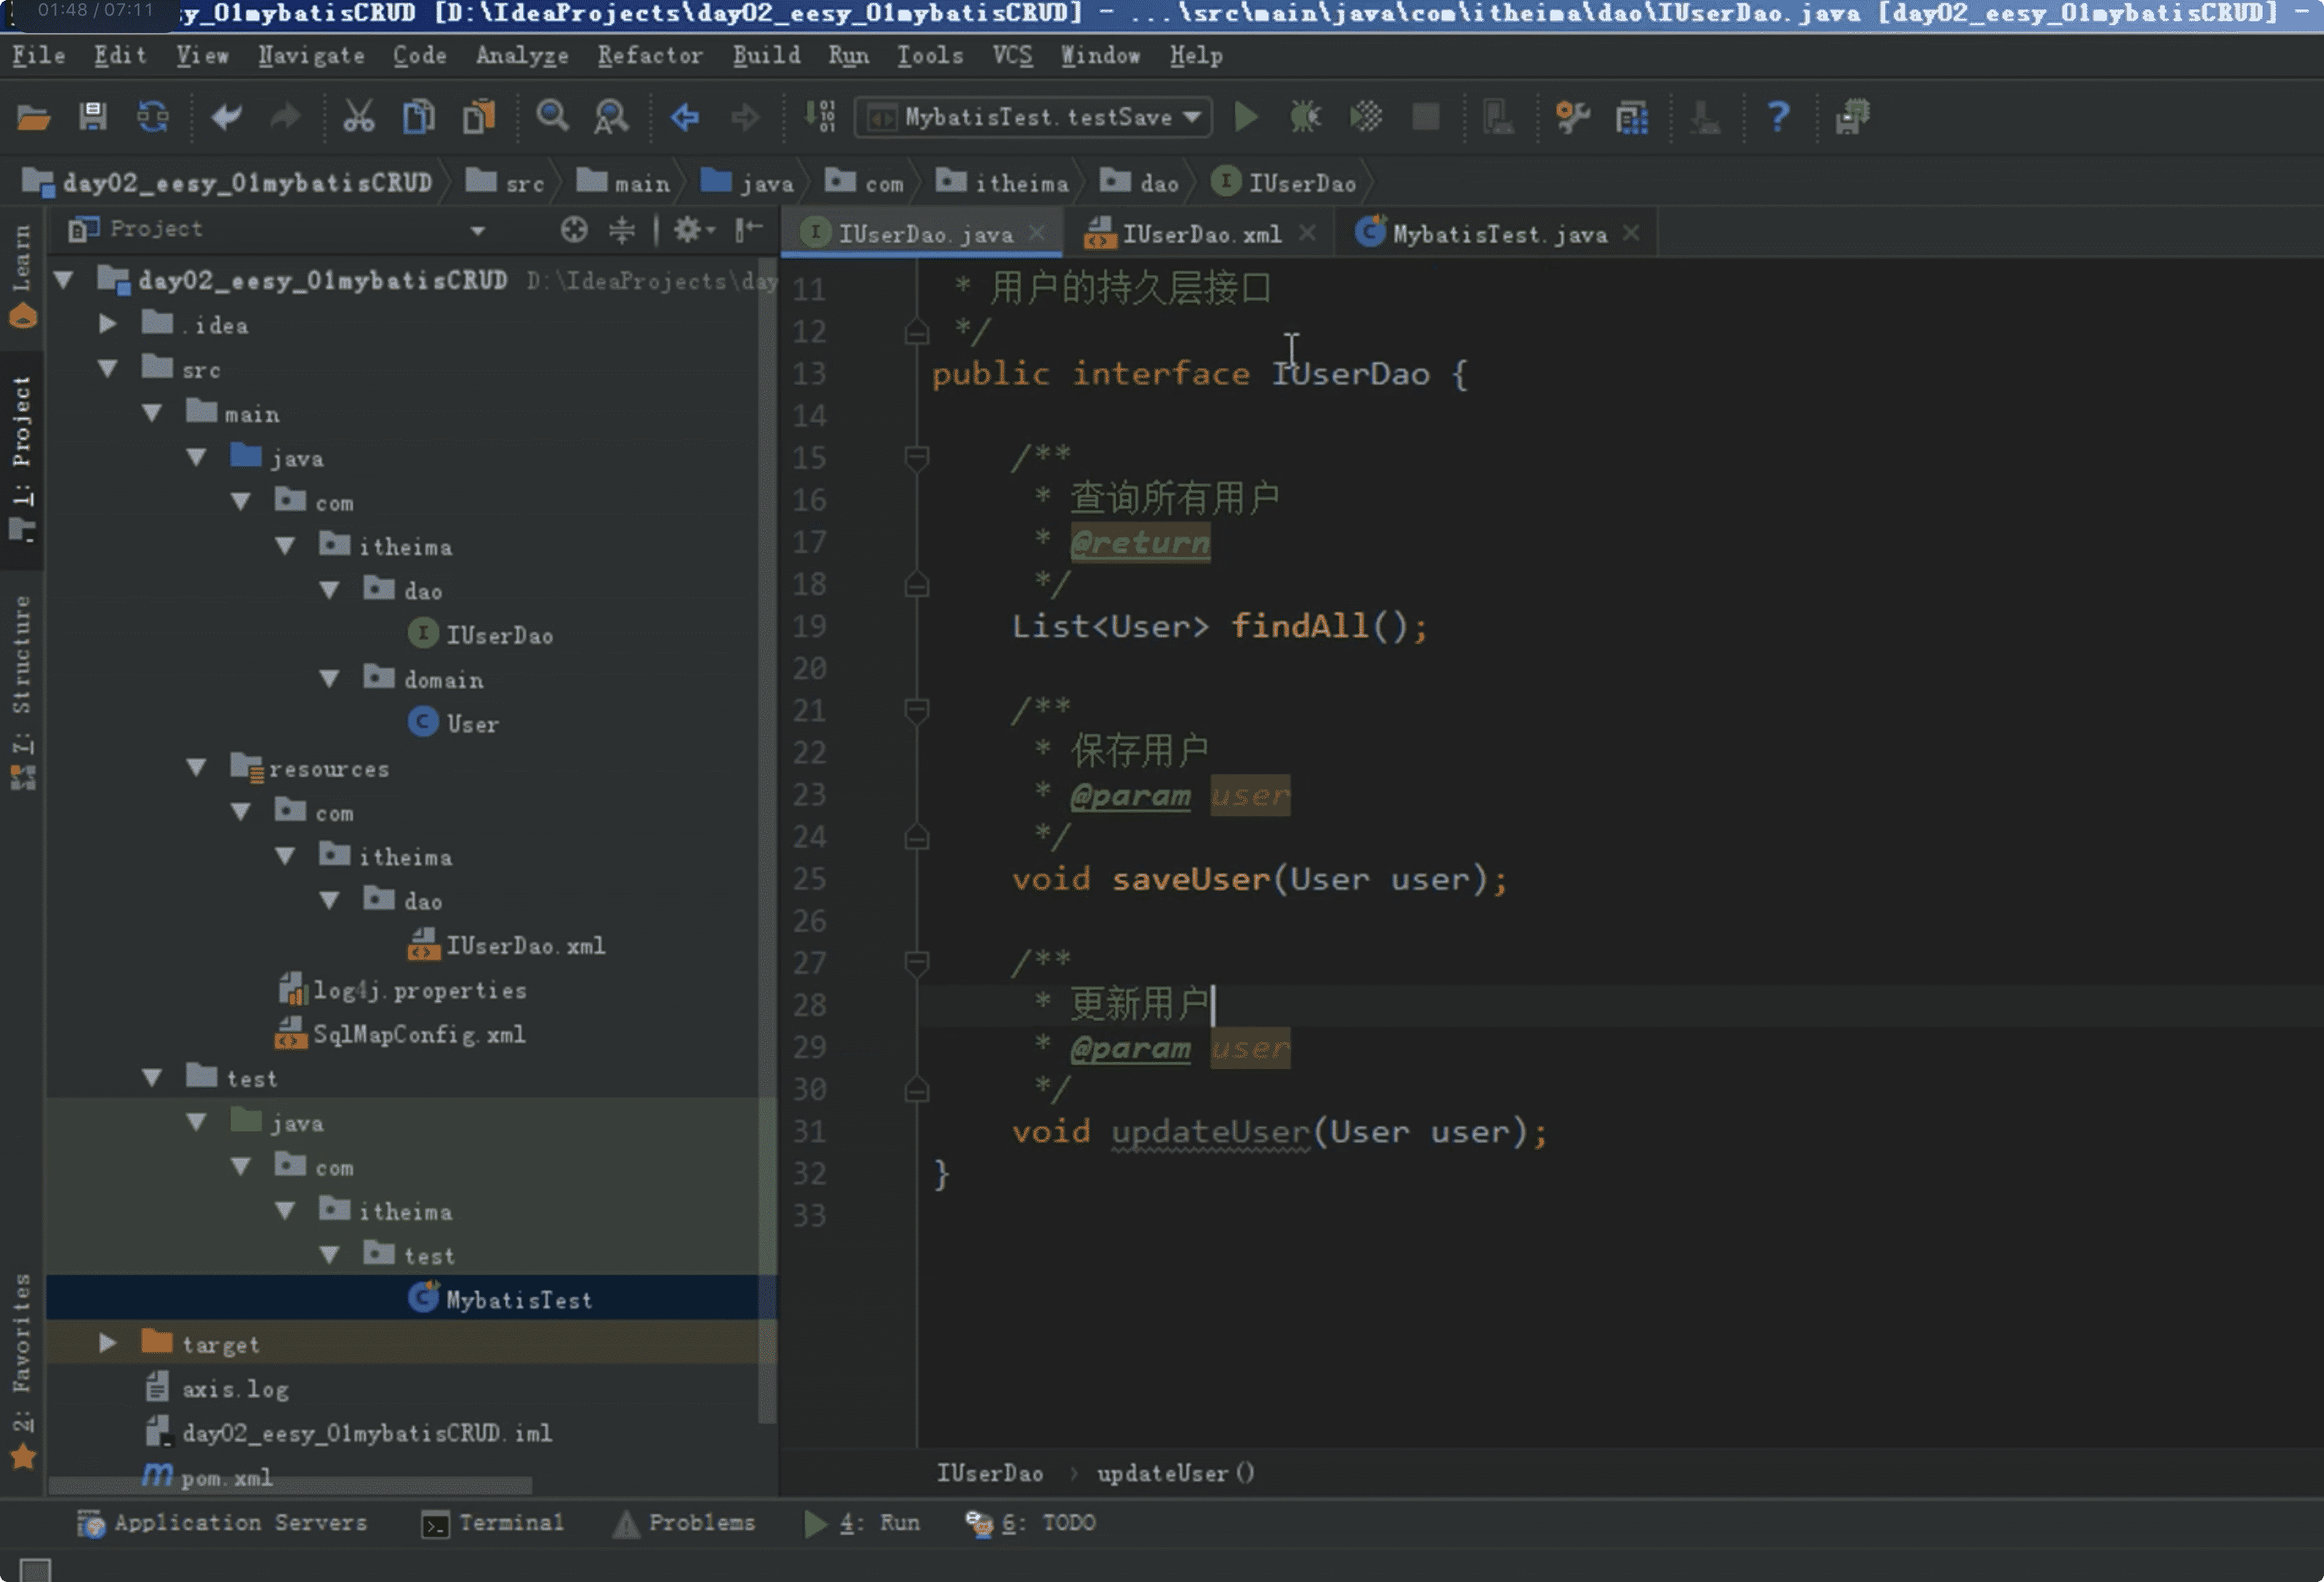 01:48 / 07:11
sy_01mybatisCRUD [D:\IdeaProjects\day02_eesy_01mybatisCRUD] - ...\src\main\java\com\itheima\dao\IUserDao.java [day02_eesy_01mybatisCRUD] -
File Edit View Navigate Code Analyze Refactor Build Run Tools VCS Window Help
MybatisTest.testSave
day02_eesy_01mybatisCRUD src main java com itheima dao IUserDao
Learn
1: Project
7: Structure
2: Favorites
Project
day02_eesy_01mybatisCRUD D:\IdeaProjects\day
.idea
src
main
java
com
itheima
dao
IUserDao
domain
User
resources
com
itheima
dao
IUserDao.xml
log4j.properties
SqlMapConfig.xml
test
java
com
itheima
test
MybatisTest
target
axis.log
day02_eesy_01mybatisCRUD.iml
pom.xml
IUserDao.java IUserDao.xml MybatisTest.java
11 * 用户的持久层接口
12 */
13 public interface IUserDao {
14
15 /**
16 * 查询所有用户
17 * @return
18 */
19 List<User> findAll();
20
21 /**
22 * 保存用户
23 * @param user
24 */
25 void saveUser(User user);
26
27 /**
28 * 更新用户
29 * @param user
30 */
31 void updateUser(User user);
32 }
33
IUserDao › updateUser()
Application Servers Terminal Problems 4: Run 6: TODO